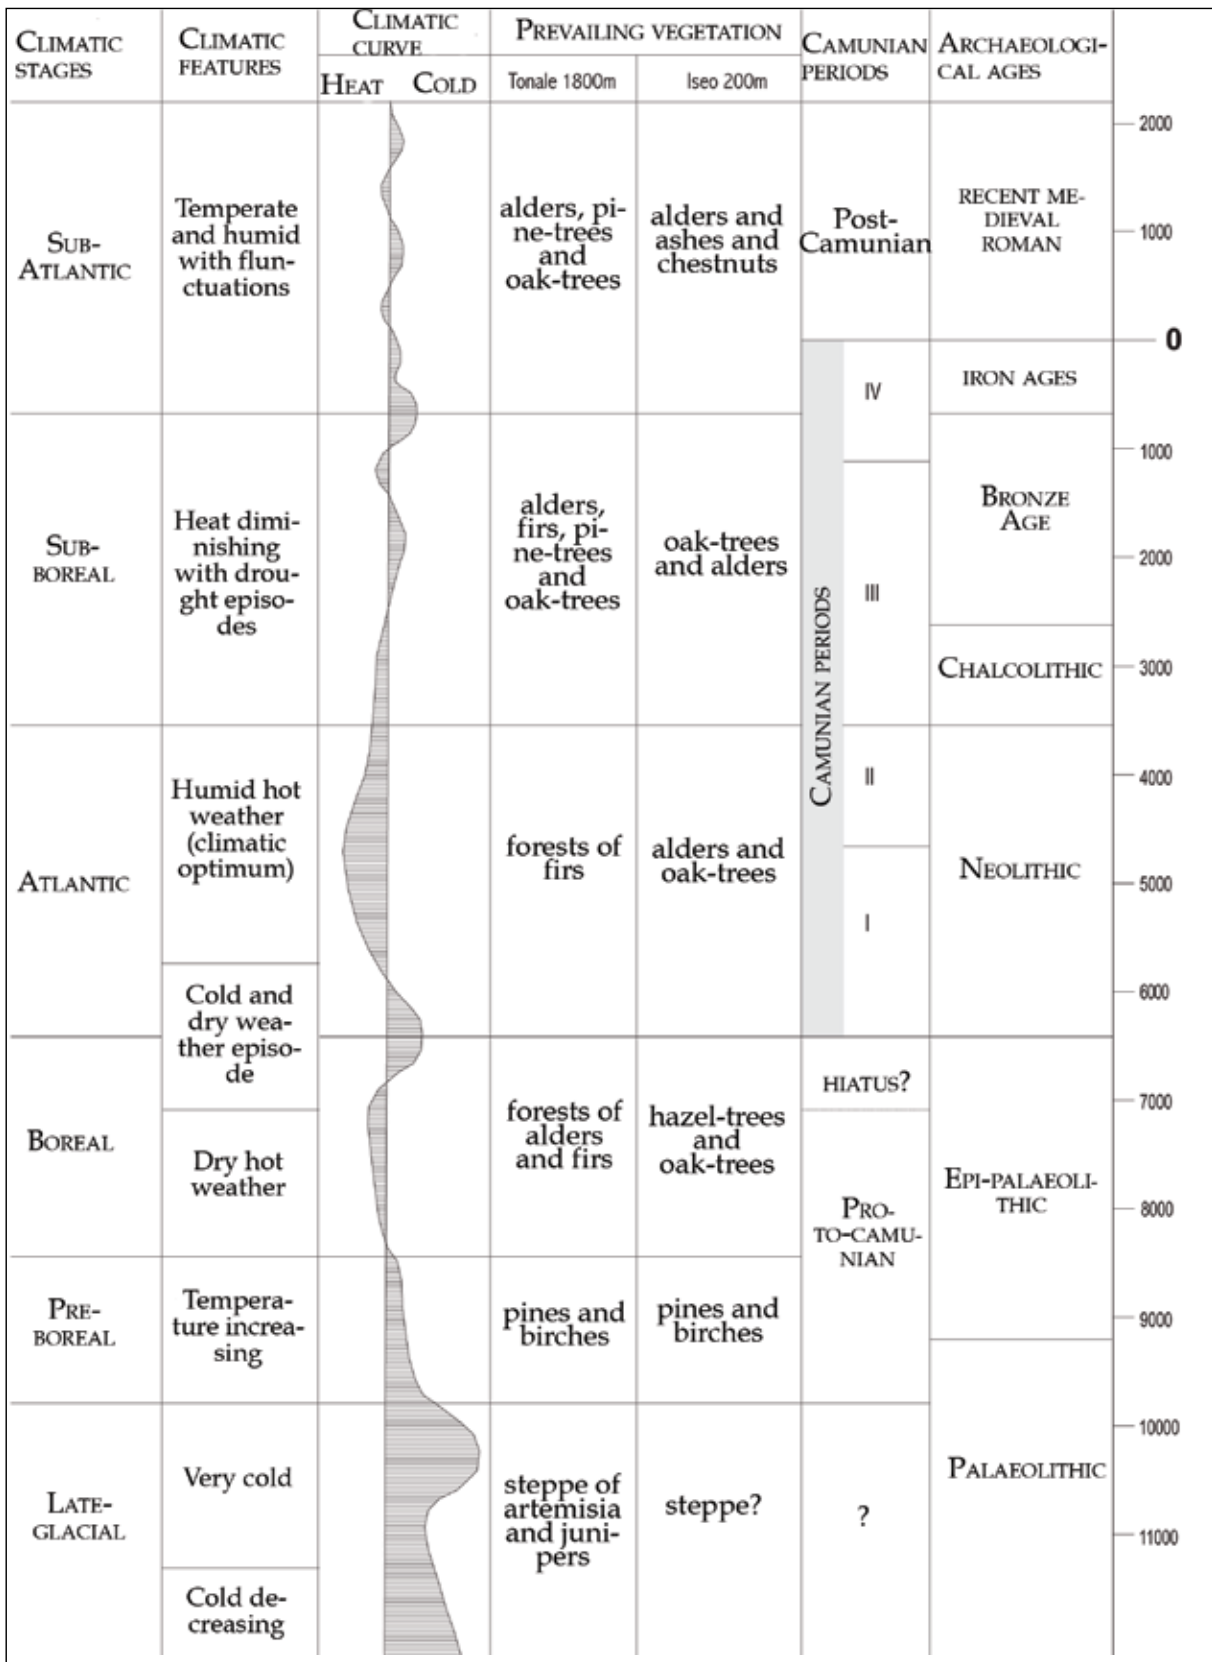 CLIMATIC
STAGES
CLIMATIC
FEATURES
CLIMATIC
CURVE
HEAT COLD
PREVAILING VEGETATION
Tonale 1800m
Iseo 200m
CAMUNIAN
PERIODS
ARCHAEOLOGI-
CAL AGES
SUB-
ATLANTIC
Temperate
and humid
with flun-
ctuations
alders, pi-
ne-trees
and
oak-trees
alders and
ashes and
chestnuts
Post-
Camunian
RECENT ME-
DIEVAL
ROMAN
2000
1000
0
CAMUNIAN PERIODS
IV
IRON AGES
SUB-
BOREAL
Heat dimi-
nishing
with drou-
ght episo-
des
alders,
firs, pi-
ne-trees
and
oak-trees
oak-trees
and alders
III
BRONZE
AGE
CHALCOLITHIC
1000
2000
3000
ATLANTIC
Humid hot
weather
(climatic
optimum)
forests of
firs
alders and
oak-trees
II
I
NEOLITHIC
4000
5000
6000
Cold and
dry wea-
ther episo-
de
BOREAL
Dry hot
weather
forests of
alders
and firs
hazel-trees
and
oak-trees
HIATUS?
PRO-
TO-CAMU-
NIAN
EPI-PALAEOLI-
THIC
7000
8000
PRE-
BOREAL
Tempera-
ture increa-
sing
pines and
birches
pines and
birches
9000
LATE-
GLACIAL
Very cold
Cold de-
creasing
steppe of
artemisia
and juni-
pers
steppe?
?
PALAEOLITHIC
10000
11000